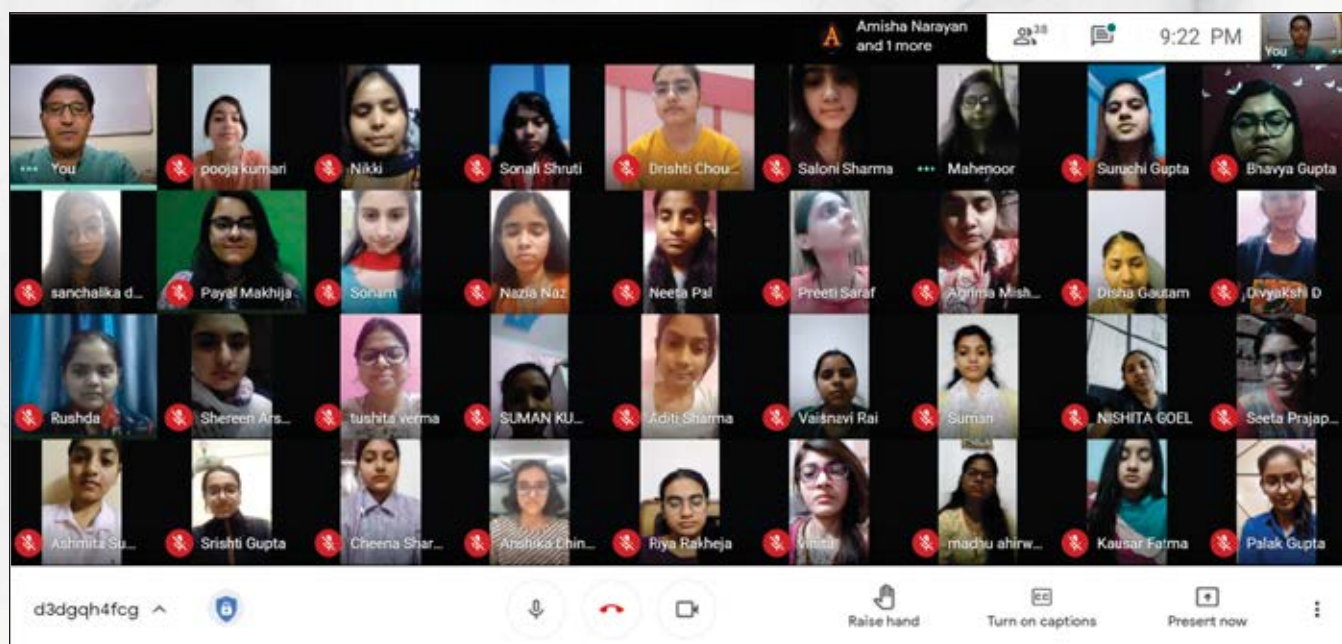 A
Amisha Narayan
and 1 more
38
9:22 PM
You
You
pooja kumari
Nikki
Sonali Shruti
Drishti Chou...
Saloni Sharma
Mahenoor
Suruchi Gupta
Bhavya Gupta
sanchalika d...
Payal Makhija
Sonam
Nazia Naz
Neeta Pal
Preeti Saraf
Agrima Mish...
Disha Gautam
Divyakshi D
Rushda
Shereen Ars...
tushita verma
SUMAN KU...
Aditi Sharma
Vaisnavi Rai
Suman
NISHITA GOEL
Seeta Prajap...
Ashmita Su...
Srishti Gupta
Cheena Shar...
Anshika Dhin...
Riya Rakheja
Vinita
madhu ahirw...
Kausar Fatma
Palak Gupta
d3dgqh4fcg
Raise hand
CC
Turn on captions
Present now